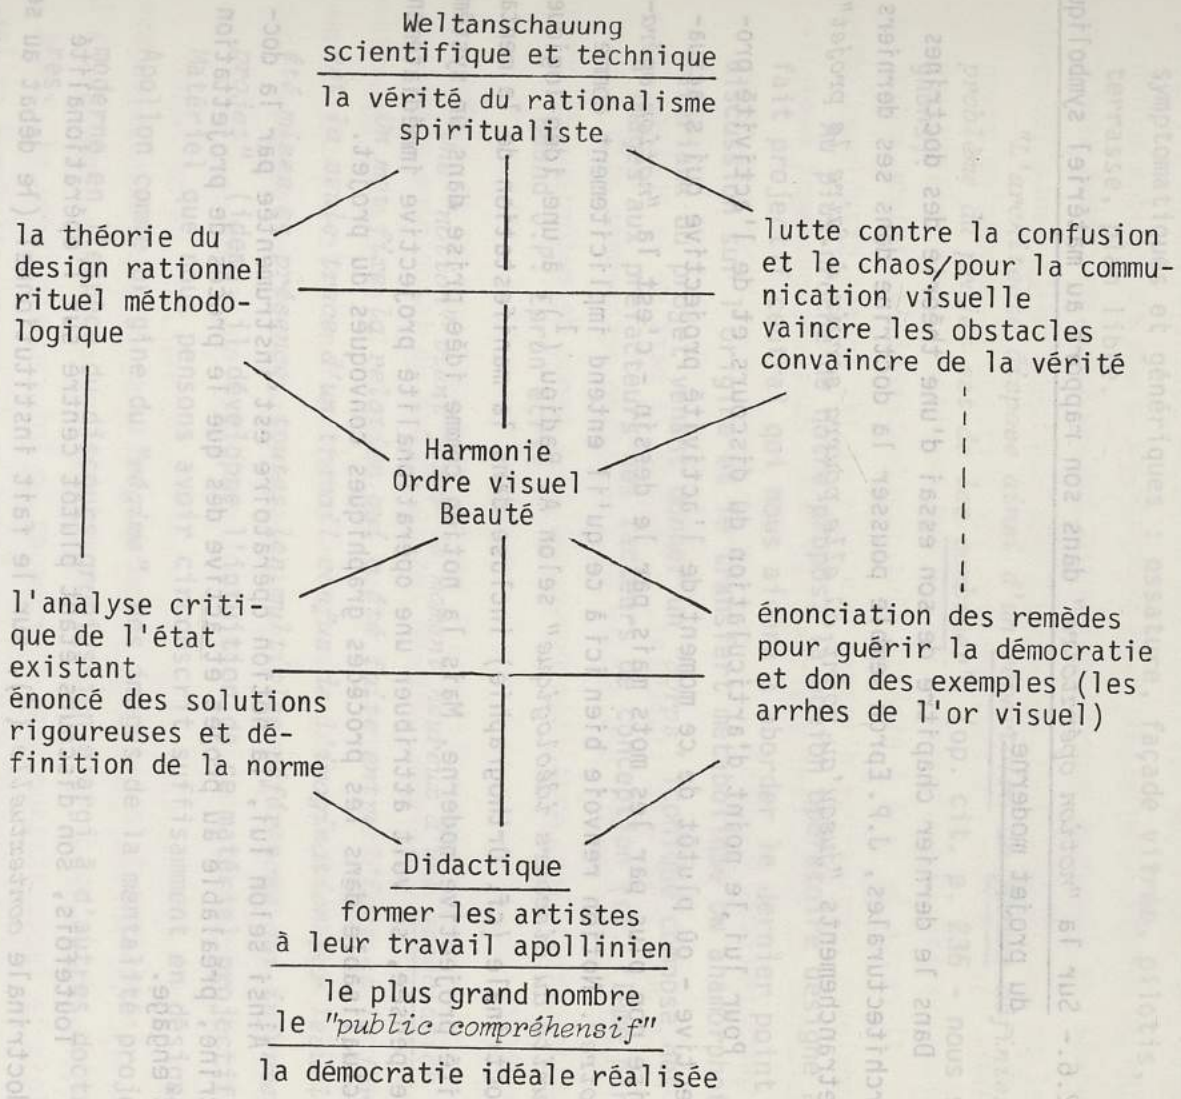 Weltanschauung
scientifique et technique
la vérité du rationalisme
spiritualiste
la théorie du
design rationnel
rituel méthodo-
logique
lutte contre la confusion
et le chaos/pour la commu-
nication visuelle
vaincre les obstacles
convaincre de la vérité
Harmonie
Ordre visuel
Beauté
l'analyse criti-
que de l'état
existant
énoncé des solutions
rigoureuses et dé-
finition de la norme
énonciation des remèdes
pour guérir la démocratie
et don des exemples (les
arrhes de l'or visuel)
Didactique
former les artistes
à leur travail apollinien
le plus grand nombre
le "public compréhensif"
la démocratie idéale réalisée